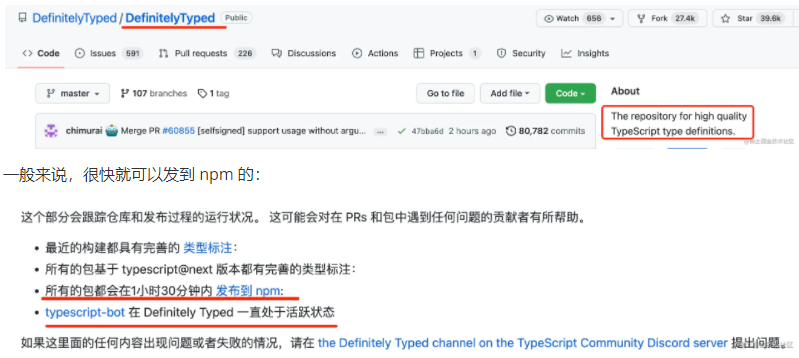 DefinitelyTyped / DefinitelyTyped Public
Watch 656 Fork 27.4k Star 39.6k
Code Issues 591 Pull requests 226 Discussions Actions Projects 1 Security Insights
master 107 branches 1 tag Go to file Add file Code About
chimurai Merge PR #60855 [selfsigned] support usage without argu... ... 47bba6d 2 hours ago 80,782 commits
The repository for high quality
TypeScript type definitions.
@稀土掘金技术社区
一般来说，很快就可以发到 npm 的：
这个部分会跟踪仓库和发布过程的运行状况。 这可能会对在 PRs 和包中遇到任何问题的贡献者有所帮助。
• 最近的构建都具有完善的 类型标注：
• 所有的包基于 typescript@next 版本都有完善的类型标注：
• 所有的包都会在1小时30分钟内 发布到 npm:
• typescript-bot 在 Definitely Typed 一直处于活跃状态
如果这里面的任何内容出现问题或者失败的情况，请在 the Definitely Typed channel on the TypeScript Community Discord server 提出问题。